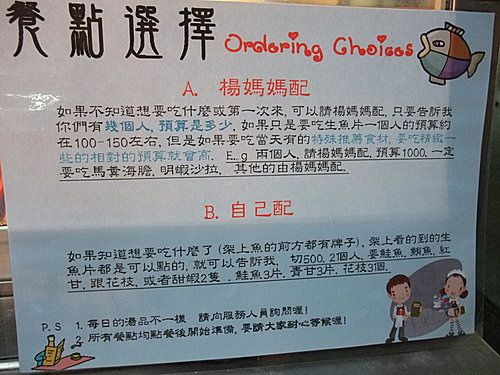 餐點選擇 Ordering Choices
A. 楊媽媽配
如果不知道想要吃什麼或第一次來,可以請楊媽媽配,只要告訴我
你們有幾個人,預算是多少,如果只是要吃生魚片一個人的預算約
在100-150左右,但是如果要吃當天有的特殊推薦食材,要吃精緻一
些的相對的預算就會高. E.g 兩個人,請楊媽媽配,預算1000,一定
要吃馬糞海膽,明蝦沙拉, 其他的由楊媽媽配.
B. 自己配
如果知道想要吃什麼了(架上魚的前方都有牌子),架上看的到的生
魚片都是可以點的,就可以告訴我, 切500,2個人,要鮭魚,鮪魚,紅
甘,跟花枝,或者甜蝦2隻,鮭魚3片,青甘3片,花枝3個.
P.S 1.每日的湯品不一樣 請向服務人員詢問喔!
2.所有餐點均點餐後開始準備,要請大家耐心等候喔!